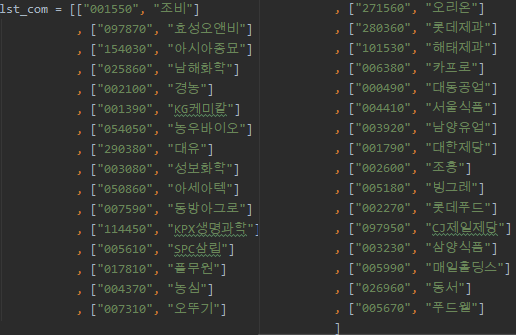 lst_com = [["001550", "조비"]
, ["097870", "효성오앤비"]
, ["154030", "아시아종묘"]
, ["025860", "남해화학"]
, ["002100", "경농"]
, ["001390", "KG케미칼"]
, ["054050", "농우바이오"]
, ["290380", "대유"]
, ["003080", "성보화학"]
, ["050860", "아세아텍"]
, ["007590", "동방아그로"]
, ["114450", "KPX생명과학"]
, ["005610", "SPC삼립"]
, ["017810", "풀무원"]
, ["004370", "농심"]
, ["007310", "오뚜기"]
, ["271560", "오리온"]
, ["280360", "롯데제과"]
, ["101530", "해태제과"]
, ["006380", "카프로"]
, ["000490", "대동공업"]
, ["004410", "서울식품"]
, ["003920", "남양유업"]
, ["001790", "대한제당"]
, ["002600", "조흥"]
, ["005180", "빙그레"]
, ["002270", "롯데푸드"]
, ["097950", "CJ제일제당"]
, ["003230", "삼양식품"]
, ["005990", "매일홀딩스"]
, ["026960", "동서"]
, ["005670", "푸드웰"]
]